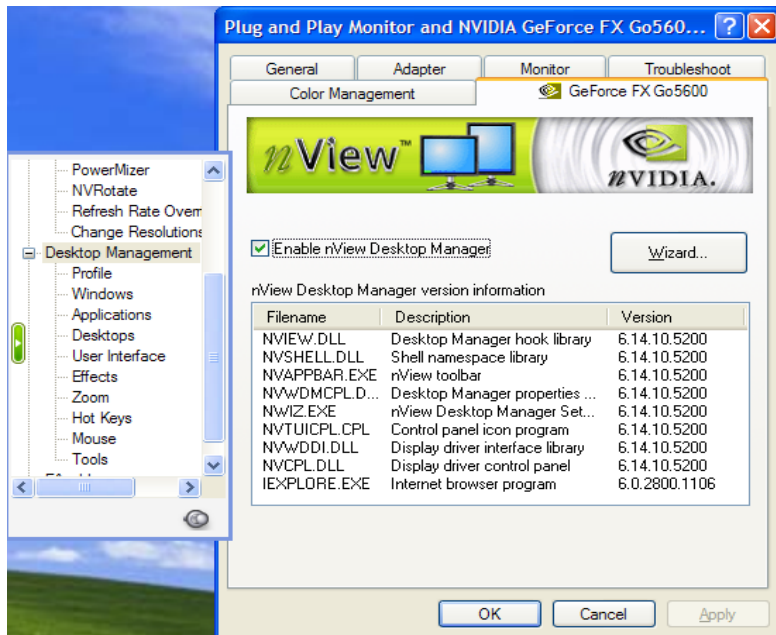 Plug and Play Monitor and NVIDIA GeForce FX Go560...
General Adapter Monitor Troubleshoot
Color Management GeForce FX Go5600
nView™
nVIDIA.
PowerMizer
NVRotate
Refresh Rate Overr
Change Resolutions
Desktop Management
Profile
Windows
Applications
Desktops
User Interface
Effects
Zoom
Hot Keys
Mouse
Tools
Enable nView Desktop Manager
Wizard...
nView Desktop Manager version information
Filename Description Version
NVIEW.DLL Desktop Manager hook library 6.14.10.5200
NVSHELL.DLL Shell namespace library 6.14.10.5200
NVAPPBAR.EXE nView toolbar 6.14.10.5200
NVWDMCPL.D... Desktop Manager properties ... 6.14.10.5200
NWIZ.EXE nView Desktop Manager Set... 6.14.10.5200
NVTUICPL.CPL Control panel icon program 6.14.10.5200
NVWDDI.DLL Display driver interface library 6.14.10.5200
NVCPL.DLL Display driver control panel 6.14.10.5200
IEXPLORE.EXE Internet browser program 6.0.2800.1106
OK Cancel Apply